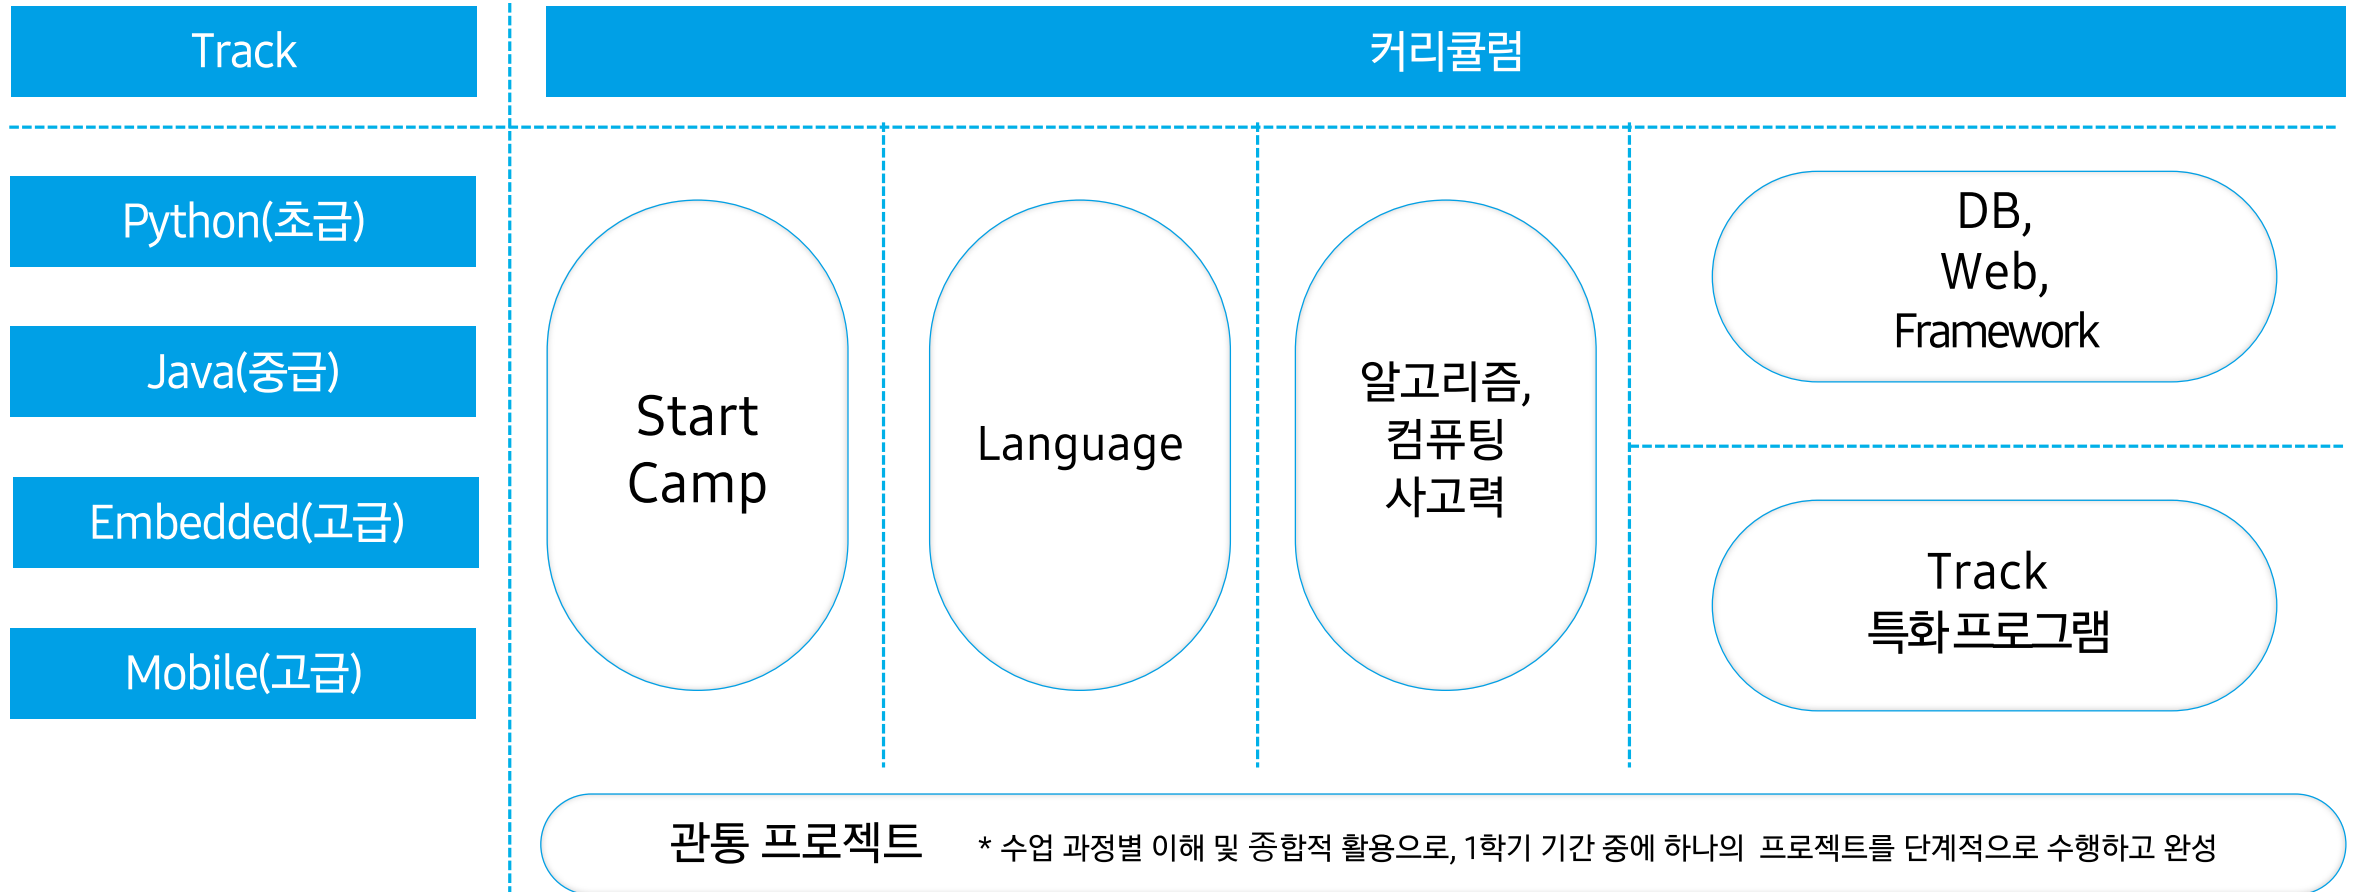 Track
커리큘럼
Python(초급)
Java(중급)
Embedded(고급)
Mobile(고급)
Start
Camp
Language
알고리즘,
컴퓨팅
사고력
DB,
Web,
Framework
Track
특화 프로그램
관통 프로젝트 * 수업 과정별 이해 및 종합적 활용으로, 1학기 기간 중에 하나의 프로젝트를 단계적으로 수행하고 완성